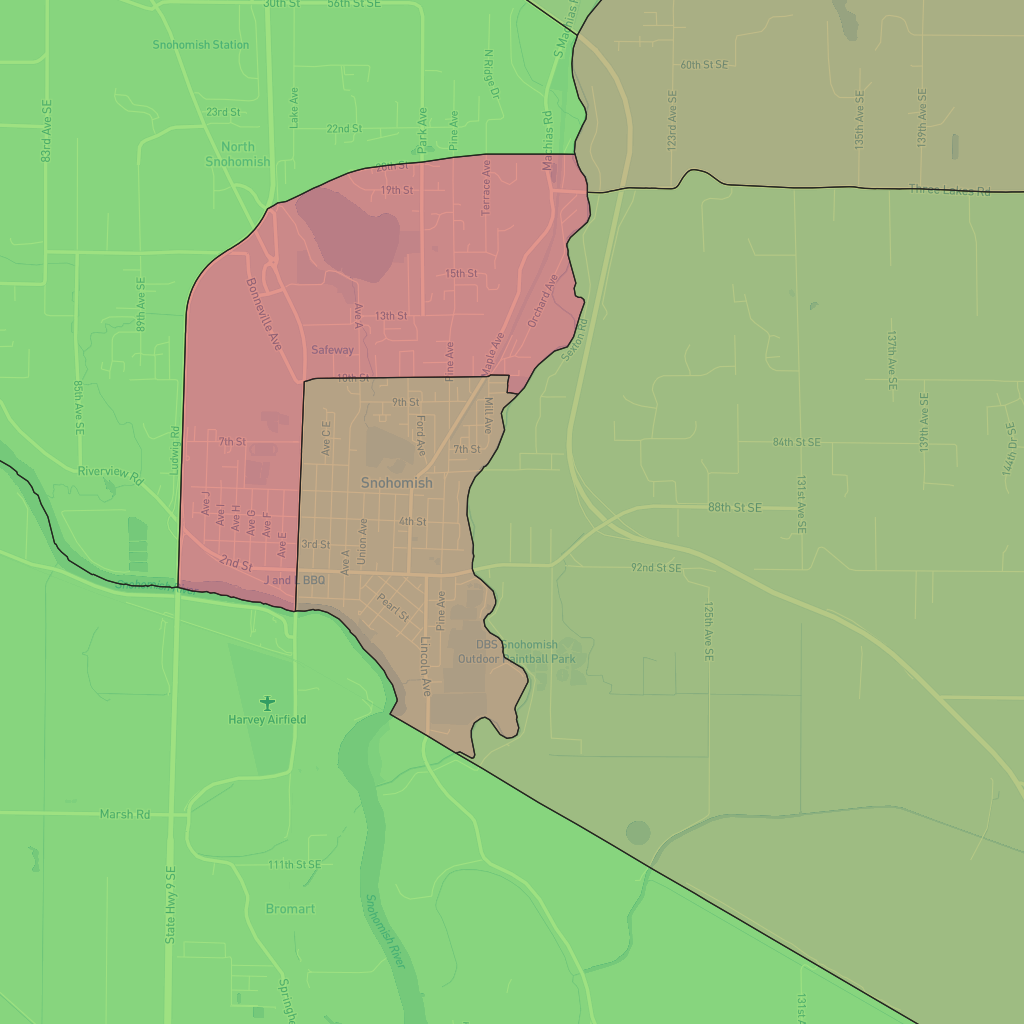 30th St SE
56th St SE
S Machias R
Snohomish Station
N Ridge Dr
60th St SE
83rd Ave SE
Lake Ave
23rd St
22nd St
Park Ave
Pine Ave
Machias Rd
123rd Ave SE
135th Ave SE
139th Ave SE
North
Snohomish
20th St
19th St
Terrace Ave
Three Lakes Rd
15th St
89th Ave SE
Bonneville Ave
Ave A
13th St
Orchard Ave
Sexton Rd
Safeway
Pine Ave
Maple Ave
137th Ave SE
10th St
85th Ave SE
9th St
Mill Ave
Ave C E
Ford Ave
139th Ave SE
7th St
7th St
84th St SE
144th Dr SE
Ludwig Rd
Riverview Rd
Snohomish
131st Ave SE
Ave J
Ave I
Ave H
Ave G
Ave F
Ave E
4th St
88th St SE
3rd St
Union Ave
Ave A
2nd St
J and L BBQ
92nd St SE
Pearl St
Pine Ave
125th Ave SE
Lincoln Ave
DBS Snohomish
Outdoor Paintball Park
Harvey Airfield
Marsh Rd
111th St SE
State Hwy 9 SE
Bromart
Snohomish River
Springhe
131st A